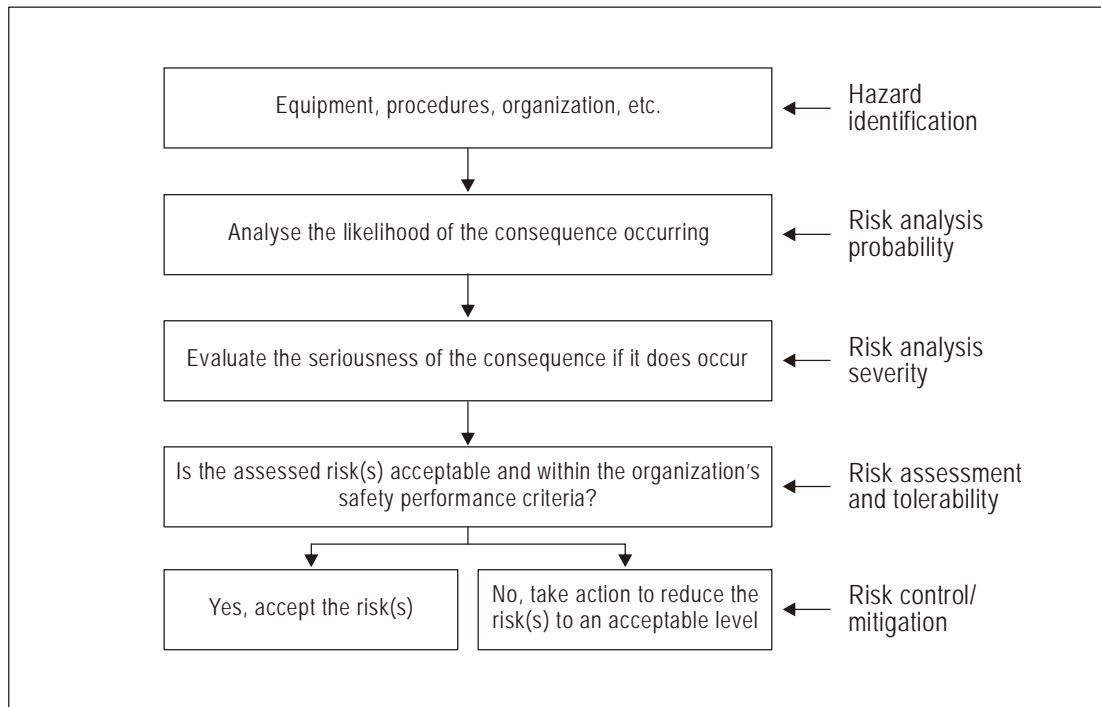 Equipment, procedures, organization, etc.
Hazard
identification
Analyse the likelihood of the consequence occurring
Risk analysis
probability
Evaluate the seriousness of the consequence if it does occur
Risk analysis
severity
Is the assessed risk(s) acceptable and within the organization's
safety performance criteria?
Risk assessment
and tolerability
Yes, accept the risk(s)
No, take action to reduce the
risk(s) to an acceptable level
Risk control/
mitigation